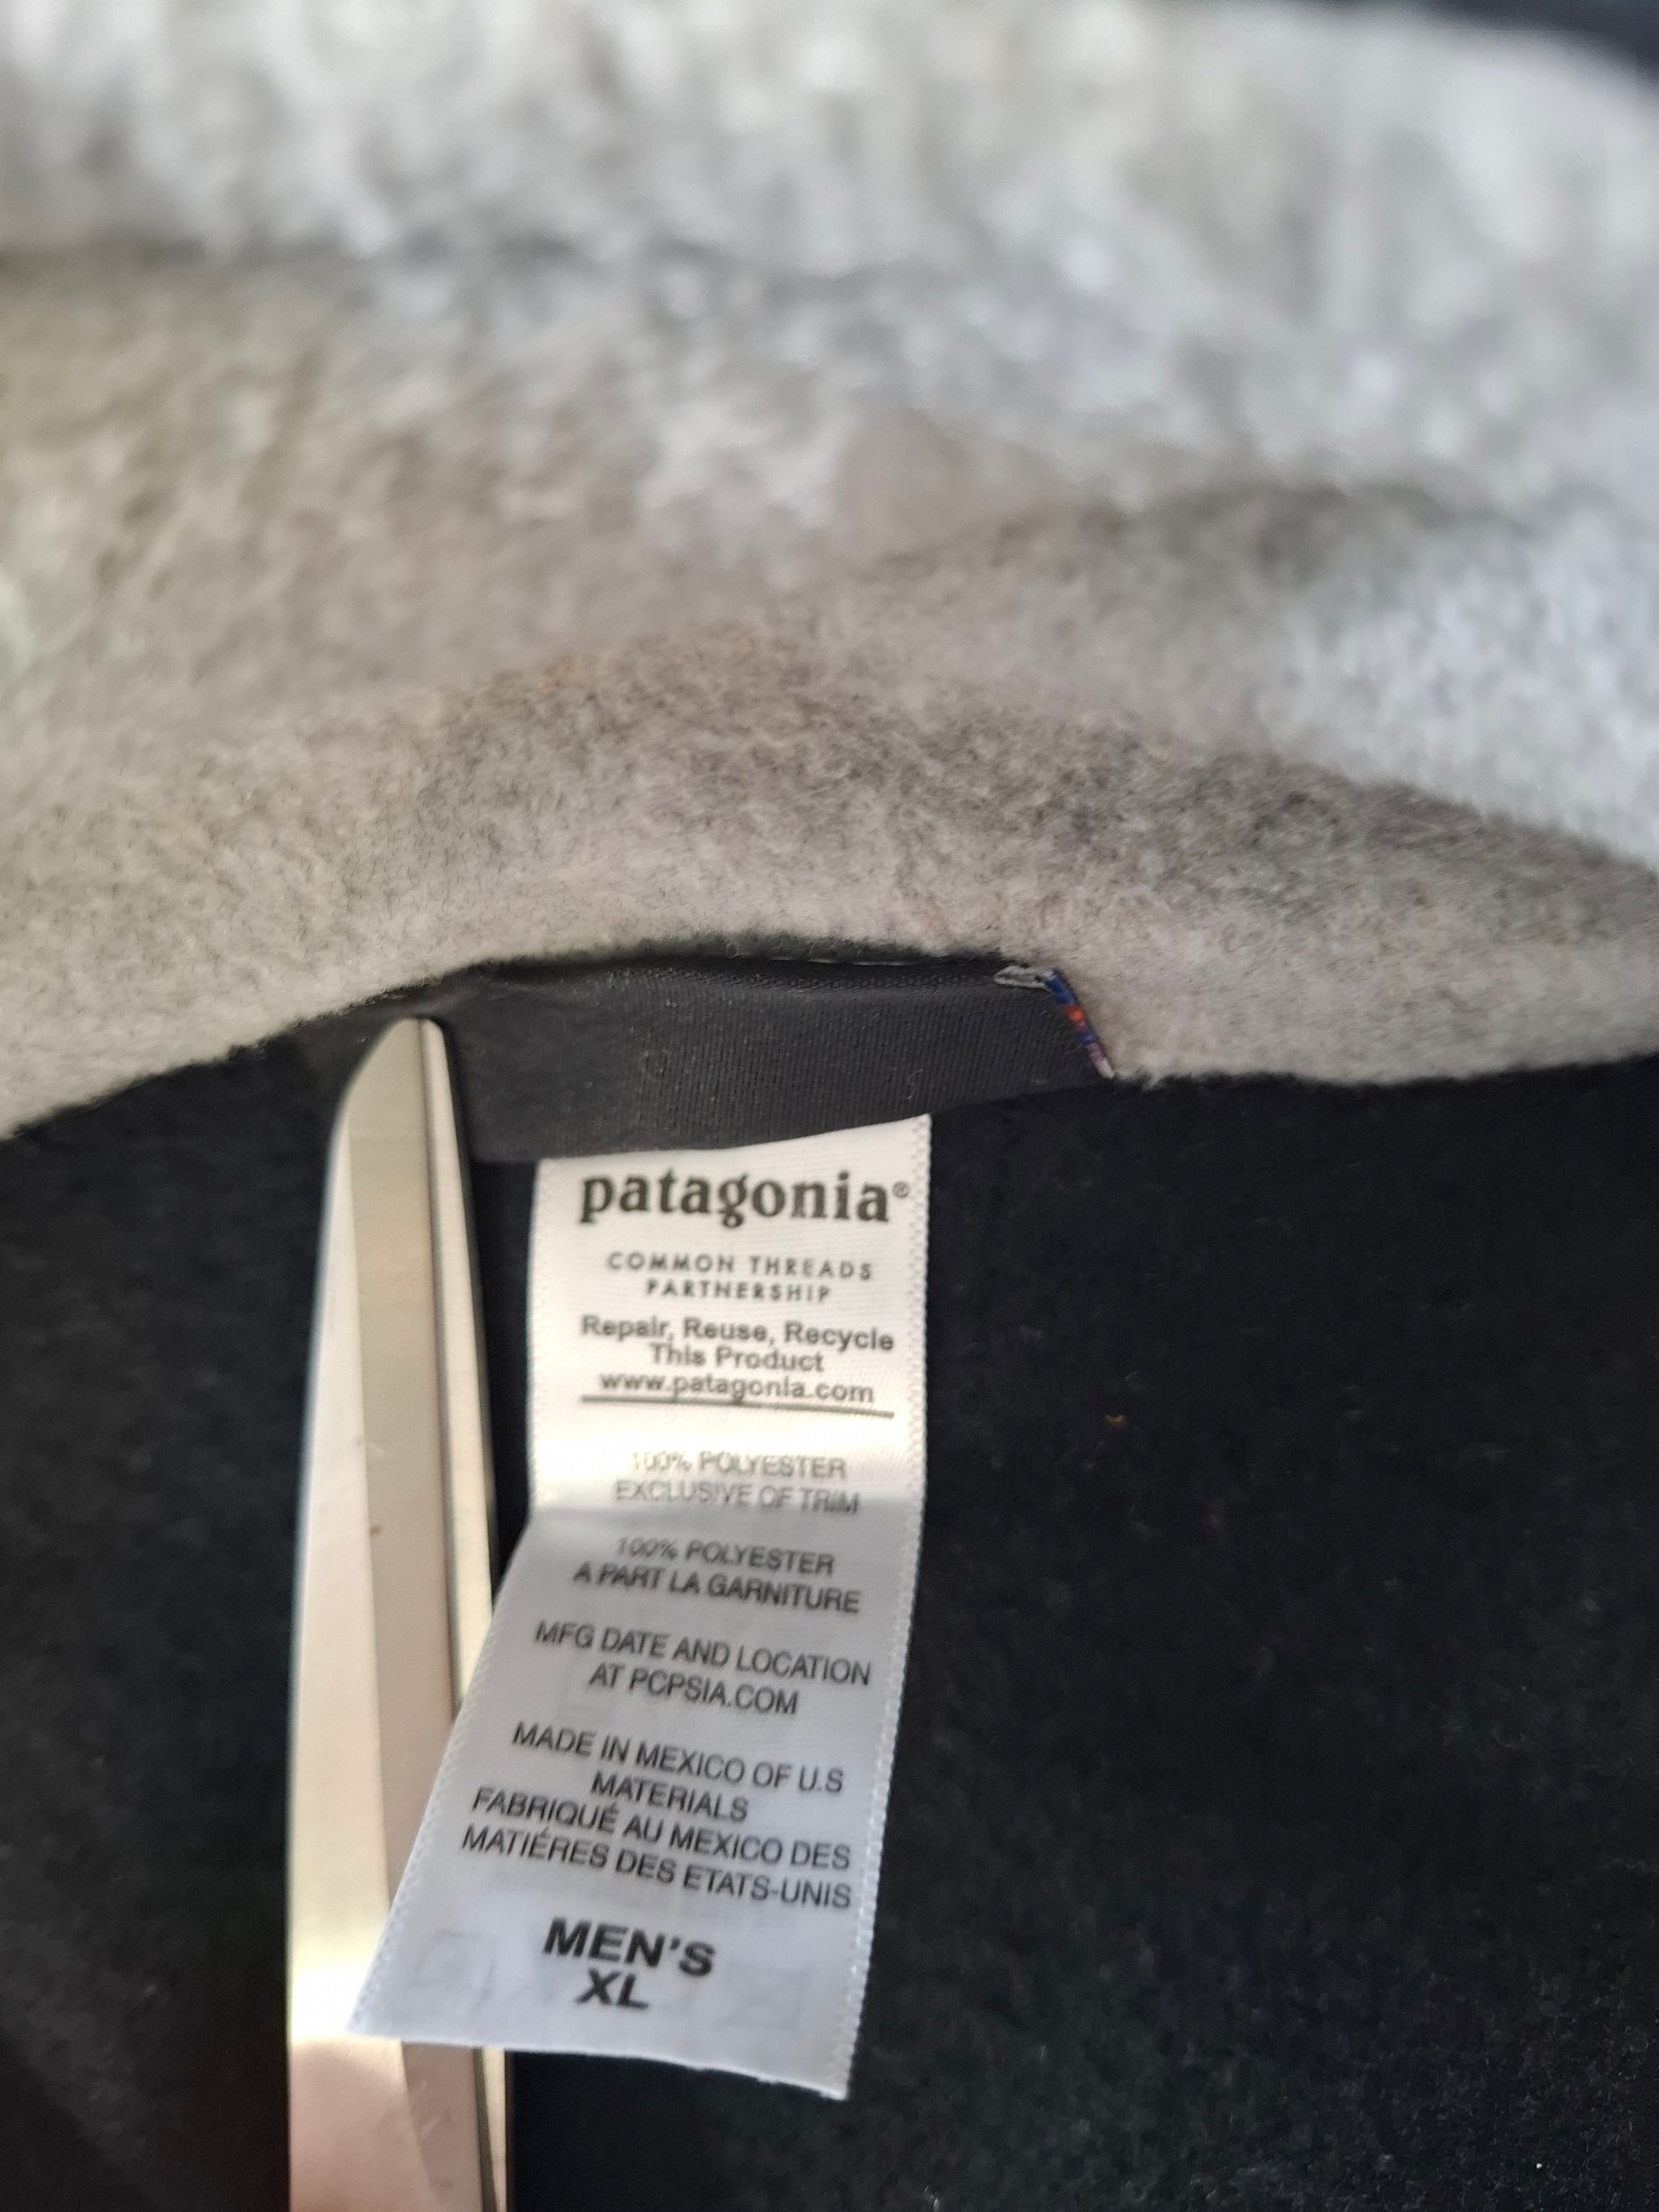 patagonia®
COMMON THREADS
PARTNERSHIP
Repair, Reuse, Recycle
This Product
www.patagonia.com
100% POLYESTER
EXCLUSIVE OF TRIM
100% POLYESTER
A PART LA GARNITURE
MFG DATE AND LOCATION
AT PCPSIA.COM
MADE IN MEXICO OF U.S
MATERIALS
FABRIQUÉ AU MEXICO DES
MATIÉRES DES ETATS-UNIS
MEN'S
XL